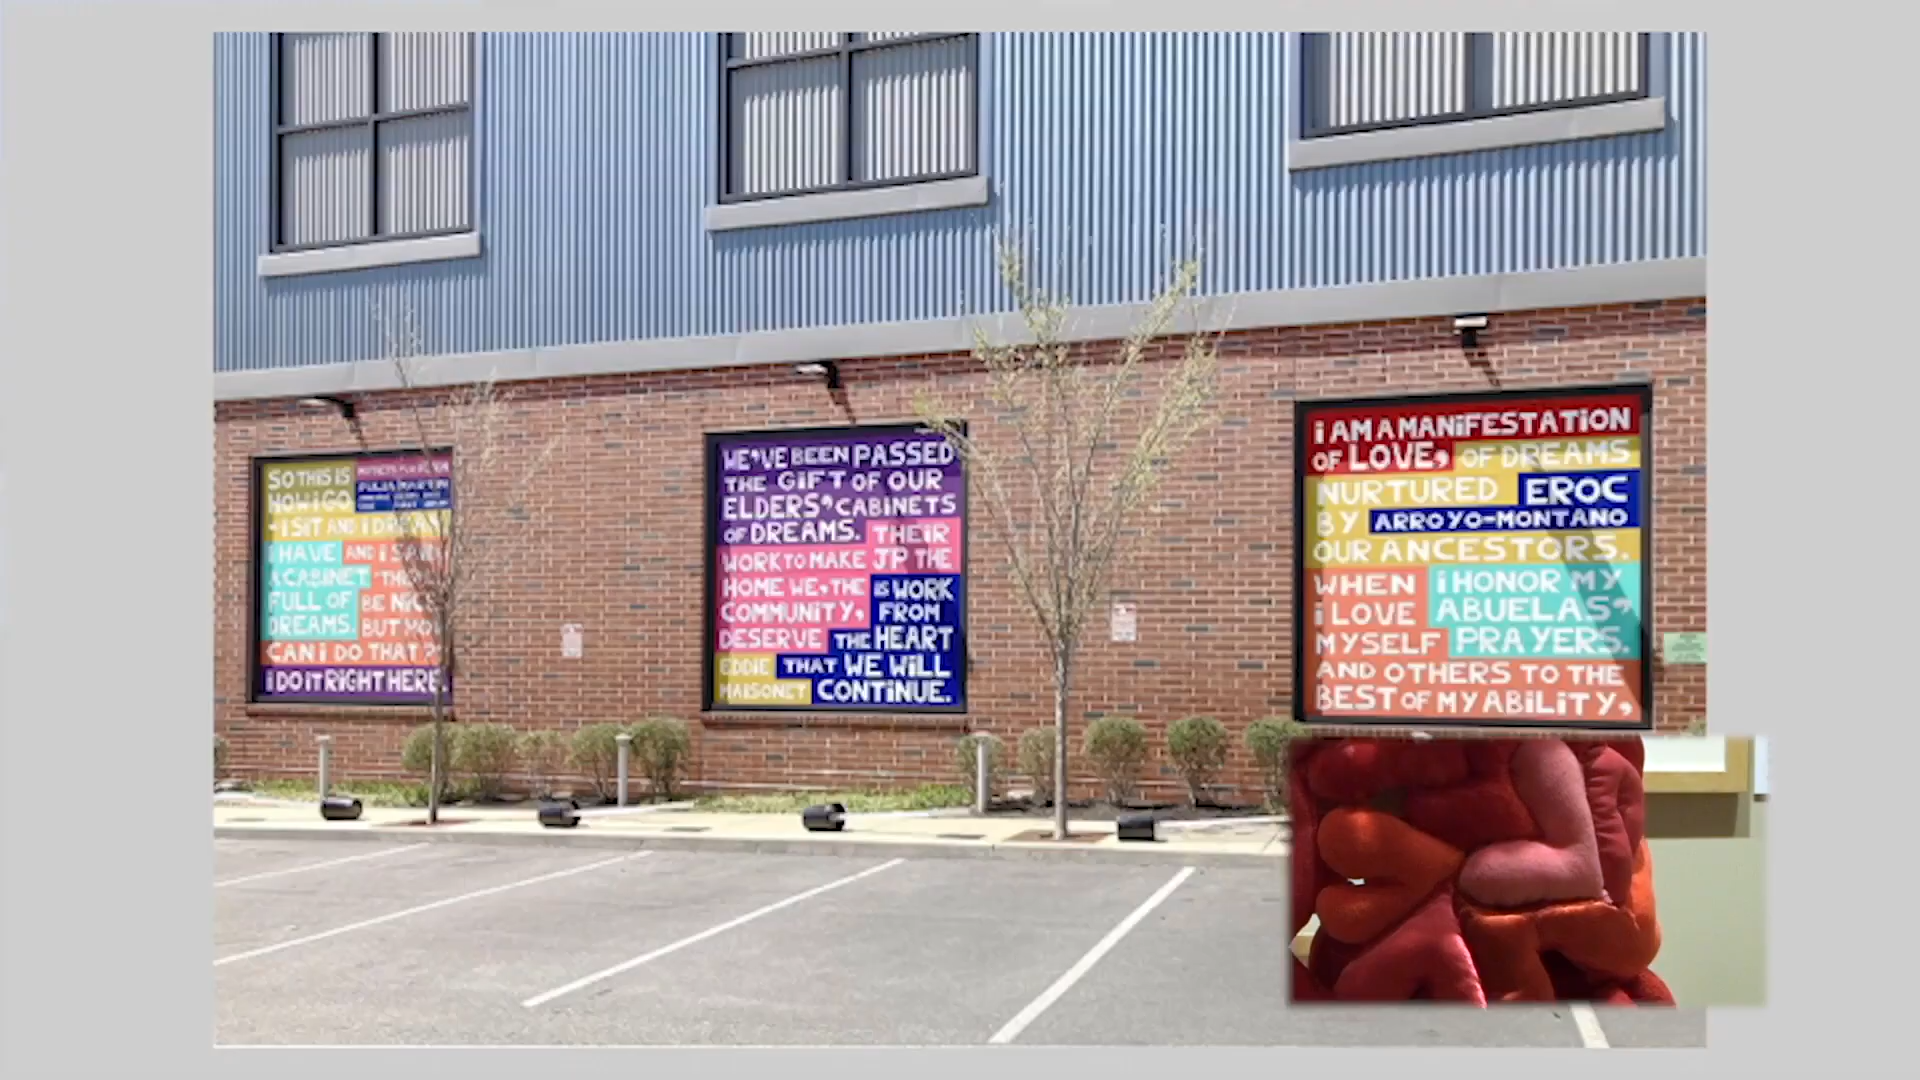 SO THIS IS
HOW I GO
"I SIT AND I
I HAVE AND I
A CABINET
FULL OF BE NICE
DREAMS. BUT
CAN I DO THAT?
I DO IT RIGHT HERE
WE'VE BEEN PASSED
THE GIFT OF OUR
ELDERS' CABINETS
OF DREAMS. THEIR
WORK TO MAKE JP THE
HOME WE, THE IS WORK
COMMUNITY, FROM
DESERVE THE HEART
EDDIE THAT WE WILL
MAISONET CONTINUE.
I AM A MANIFESTATION
OF LOVE, OF DREAMS
NURTURED EROC
BY ARROYO-MONTANO
OUR ANCESTORS.
WHEN I HONOR MY
I LOVE ABUELAS'
MYSELF PRAYERS.
AND OTHERS TO THE
BEST OF MY ABILITY,